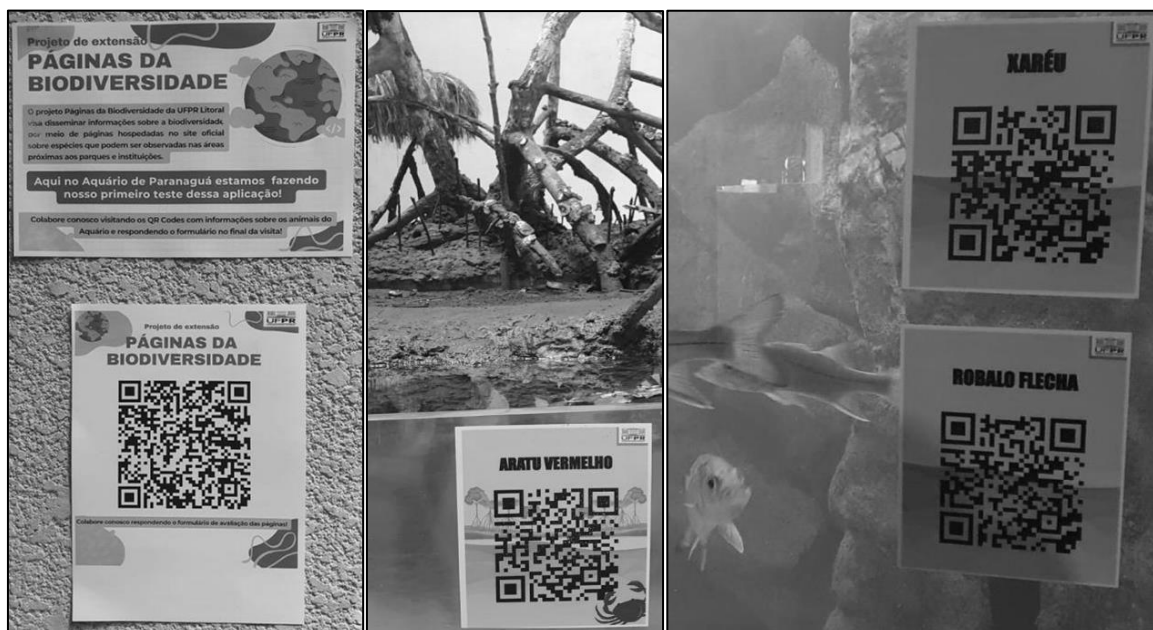 UFPR
Projeto de extensão
PÁGINAS DA
BIODIVERSIDADE
O projeto Páginas da Biodiversidade da UFPR Litoral
visa disseminar informações sobre a biodiversidade
por meio de páginas hospedadas no site oficial
sobre espécies que podem ser observadas nas áreas
próximas aos parques e instituições.
Aqui no Aquário de Paranaguá estamos fazendo
nosso primeiro teste dessa aplicação!
Colabore conosco visitando os QR Codes com informações sobre os animais do
Aquário e respondendo o formulário no final da visita!
UFPR
Projeto de extensão
PÁGINAS DA
BIODIVERSIDADE
Colabore conosco respondendo o formulário de avaliação das páginas!
UFPR
ARATU VERMELHO
UFPR
XARÉU
UFPR
ROBALO FLECHA